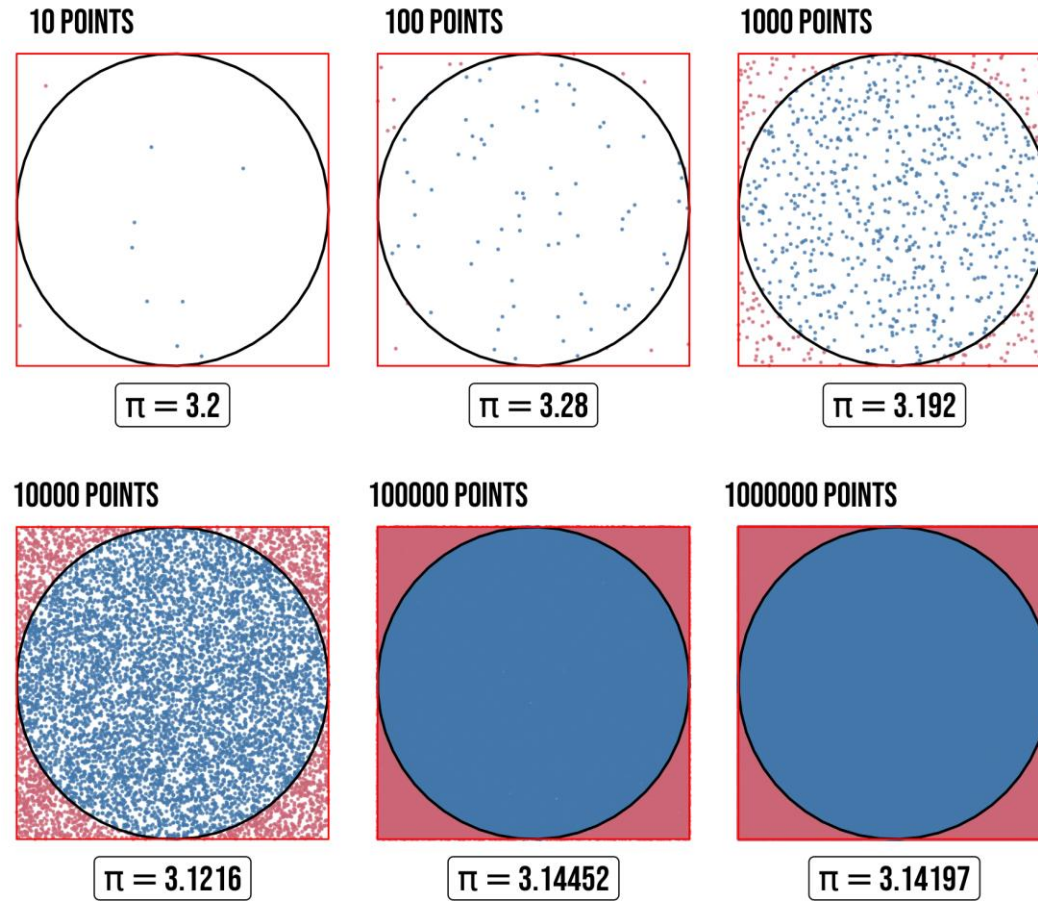 10 POINTS
100 POINTS
1000 POINTS
π = 3.2
π = 3.28
π = 3.192
10000 POINTS
100000 POINTS
1000000 POINTS
π = 3.1216
π = 3.14452
π = 3.14197